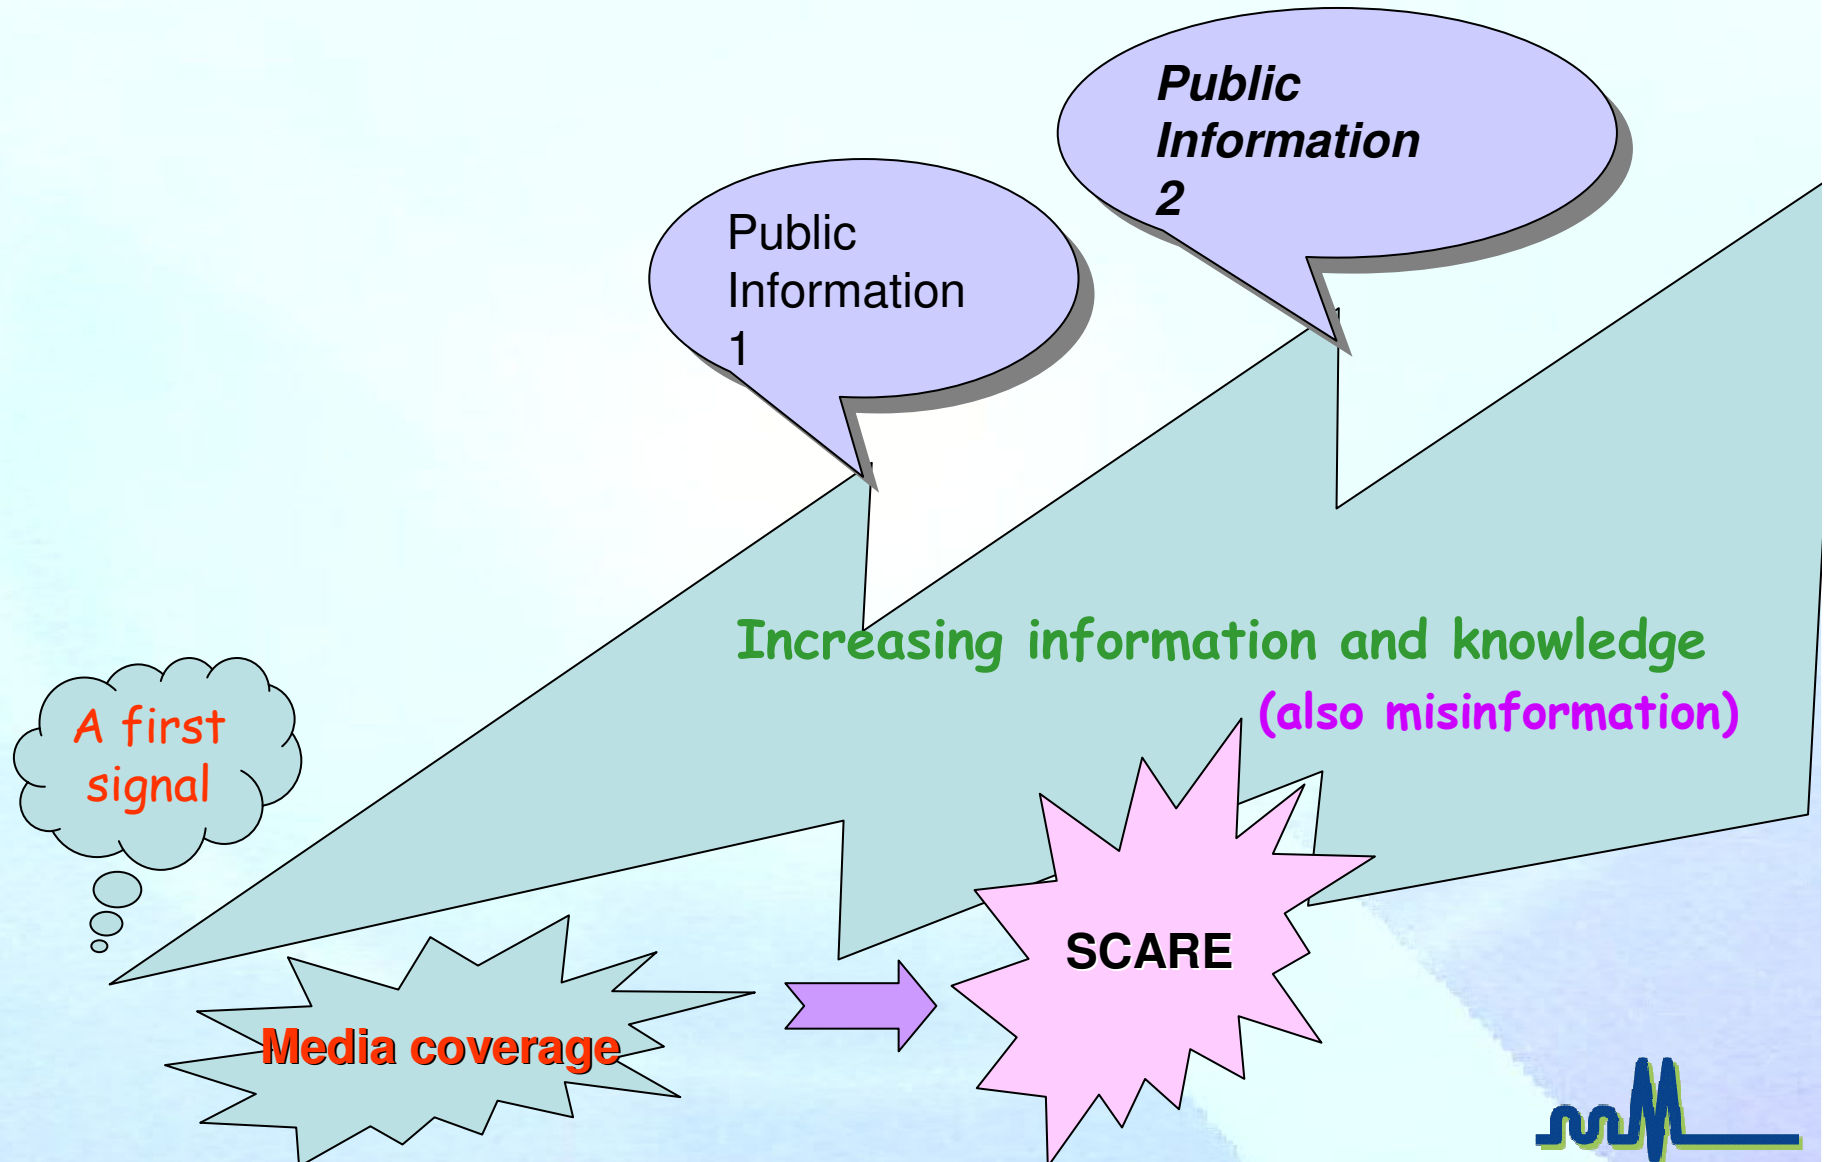 Public
Information
2
Public
Information
1
Increasing information and knowledge
(also misinformation)
A first
signal
SCARE
Media coverage